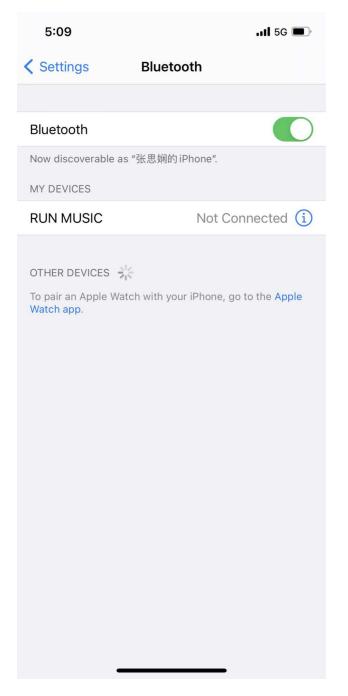 5:09 5G
Settings Bluetooth
Bluetooth
Now discoverable as “张思娴的 iPhone”.
MY DEVICES
RUN MUSIC Not Connected i
OTHER DEVICES
To pair an Apple Watch with your iPhone, go to the Apple
Watch app.